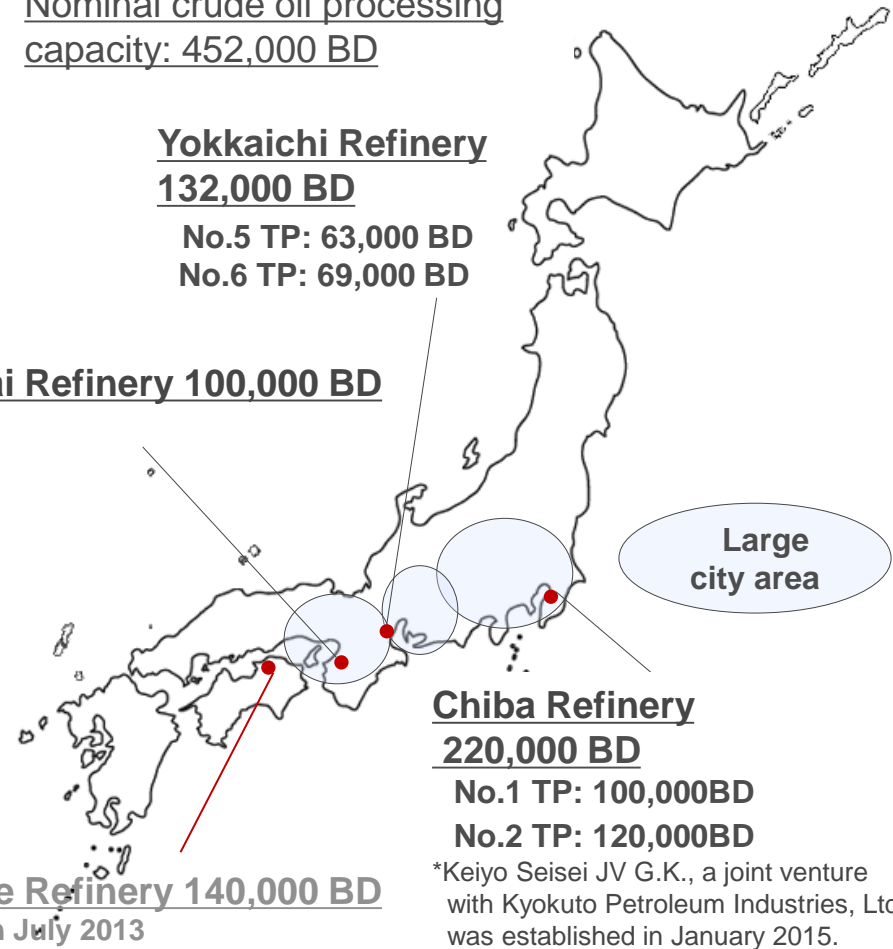 Nominal crude oil processing
capacity: 452,000 BD
Yokkaichi Refinery
132,000 BD
No.5 TP: 63,000 BD
No.6 TP: 69,000 BD
Refinery 100,000 BD
Large
city area
Chiba Refinery
220,000 BD
No.1 TP: 100,000BD
No.2 TP: 120,000BD
*Keiyo Seisei JV G.K., a joint venture
with Kyokuto Petroleum Industries, Ltd
was established in January 2015.
Refinery 140,000 BD
July 2013